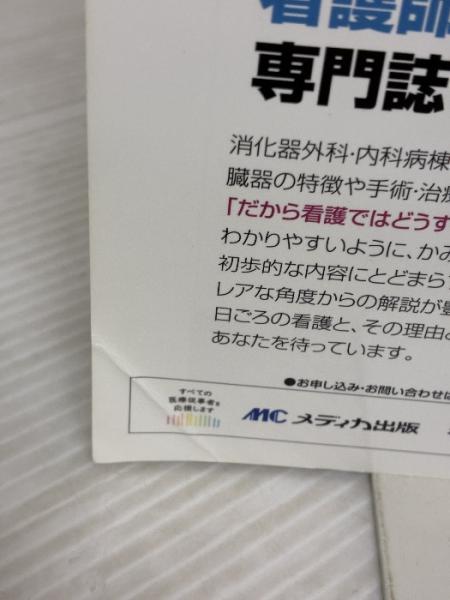 看護師
専門誌
消化器外科・内科病棟
臓器の特徴や手術・治療
「だから看護ではどうす
わかりやすいように、かみ
初歩的な内容にとどまらず
レアな角度からの解説が豊
日ごろの看護と、その理由と
あなたを待っています。
●お申し込み・お問い合わせは
すべての
医療従事者を
応援します
MC メディカ出版